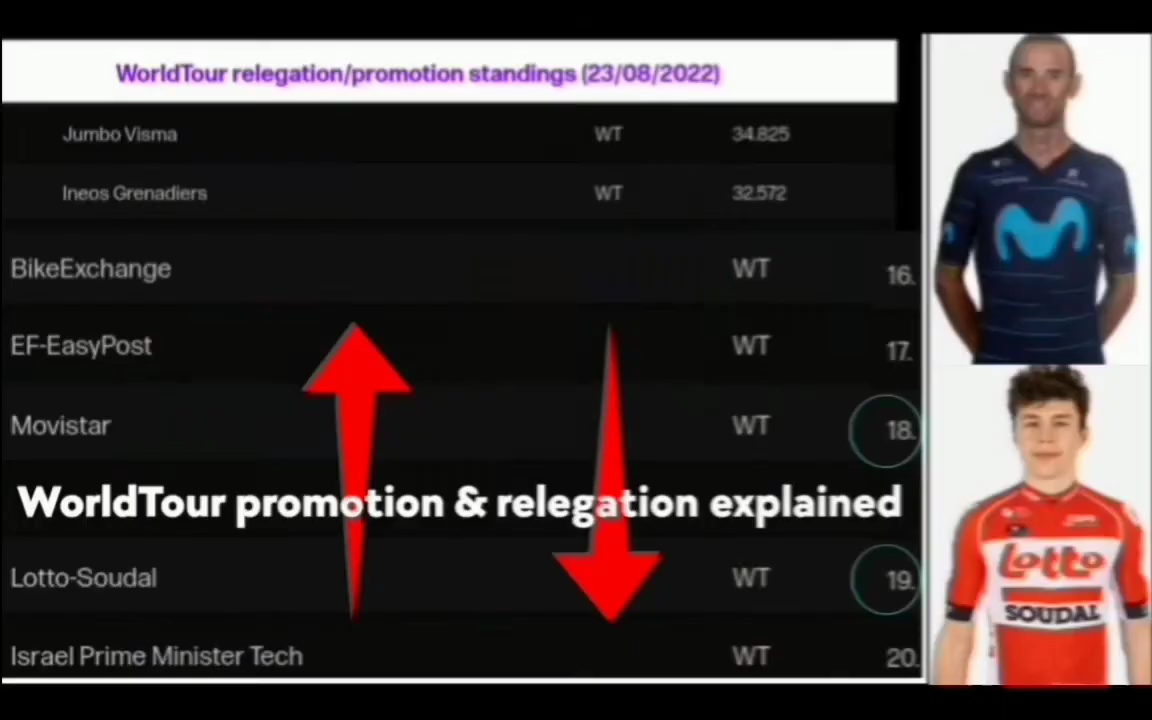 WorldTour relegation/promotion standings (23/08/2022)
Jumbo Visma WT 34.825
Ineos Grenadiers WT 32.572
BikeExchange WT 16.
EF-EasyPost WT 17.
Movistar WT 18.
WorldTour promotion & relegation explained
Lotto-Soudal WT 19.
Israel Prime Minister Tech WT 20.
Lotto
SOUDAL